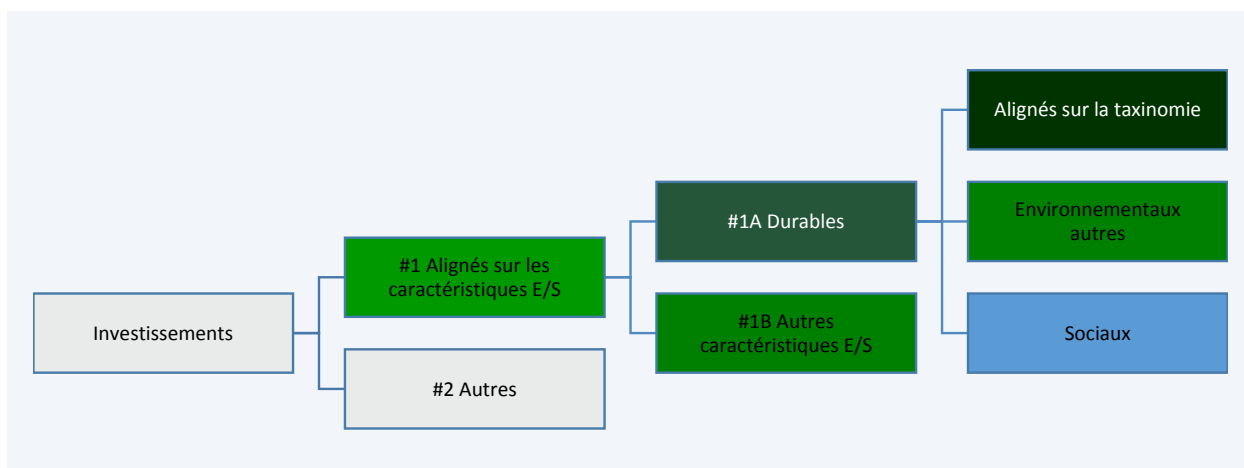 Investissements
#1 Alignés sur les
caractéristiques E/S
#2 Autres
#1A Durables
#1B Autres
caractéristiques E/S
Alignés sur la taxinomie
Environnementaux
autres
Sociaux